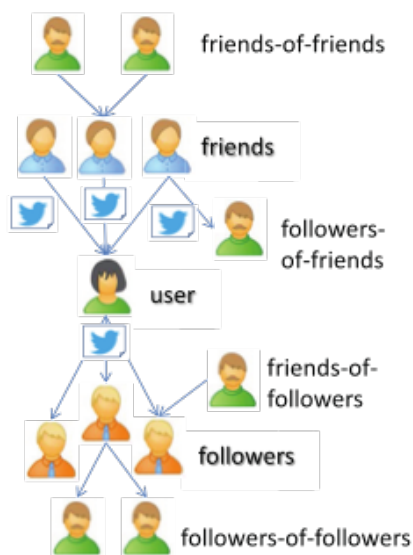 friends-of-friends
friends
followers-
of-friends
user
friends-of-
followers
followers
followers-of-followers